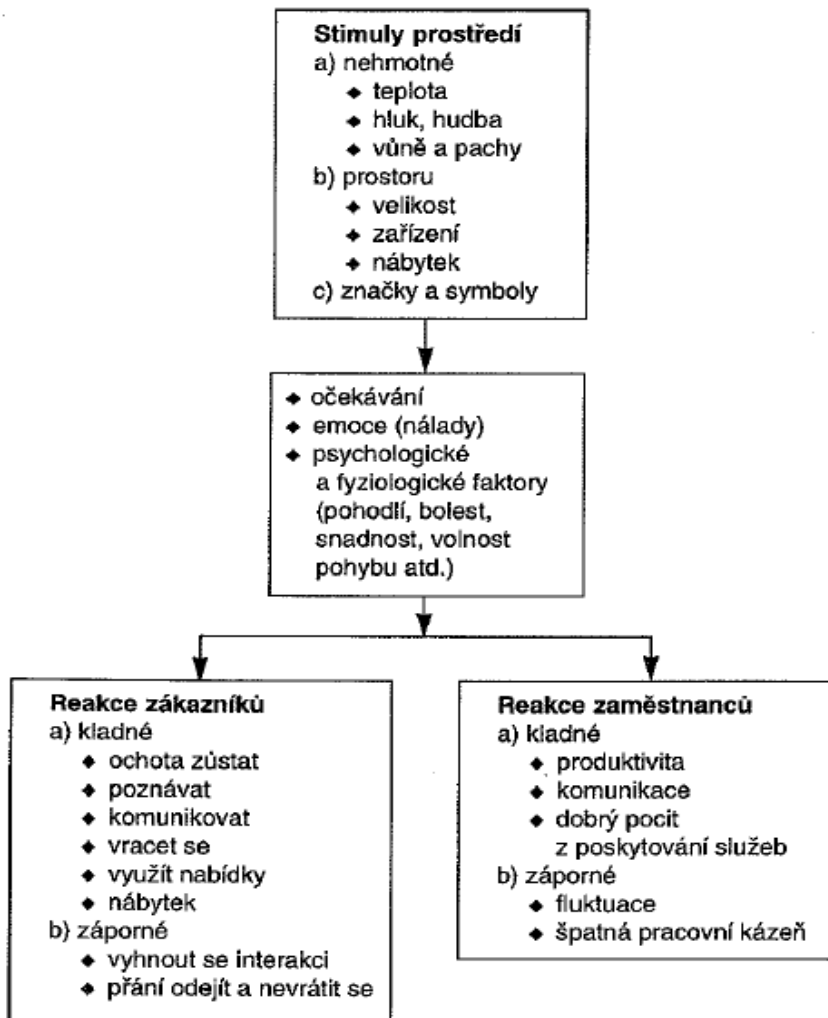 Stimuly prostředí
a) nehmotné
◆ teplota
◆ hluk, hudba
◆ vůně a pachy
b) prostoru
◆ velikost
◆ zařízení
◆ nábytek
c) značky a symboly
◆ očekávání
◆ emoce (nálady)
◆ psychologické
a fyziologické faktory
(pohodlí, bolest,
snadnost, volnost
pohybu atd.)
Reakce zákazníků
a) kladné
◆ ochota zůstat
◆ poznávat
◆ komunikovat
◆ vracet se
◆ využít nabídky
◆ nábytek
b) záporné
◆ vyhnout se interakci
◆ přání odejít a nevrátit se
Reakce zaměstnanců
a) kladné
◆ produktivita
◆ komunikace
◆ dobrý pocit
z poskytování služeb
b) záporné
◆ fluktuace
◆ špatná pracovní kázeň